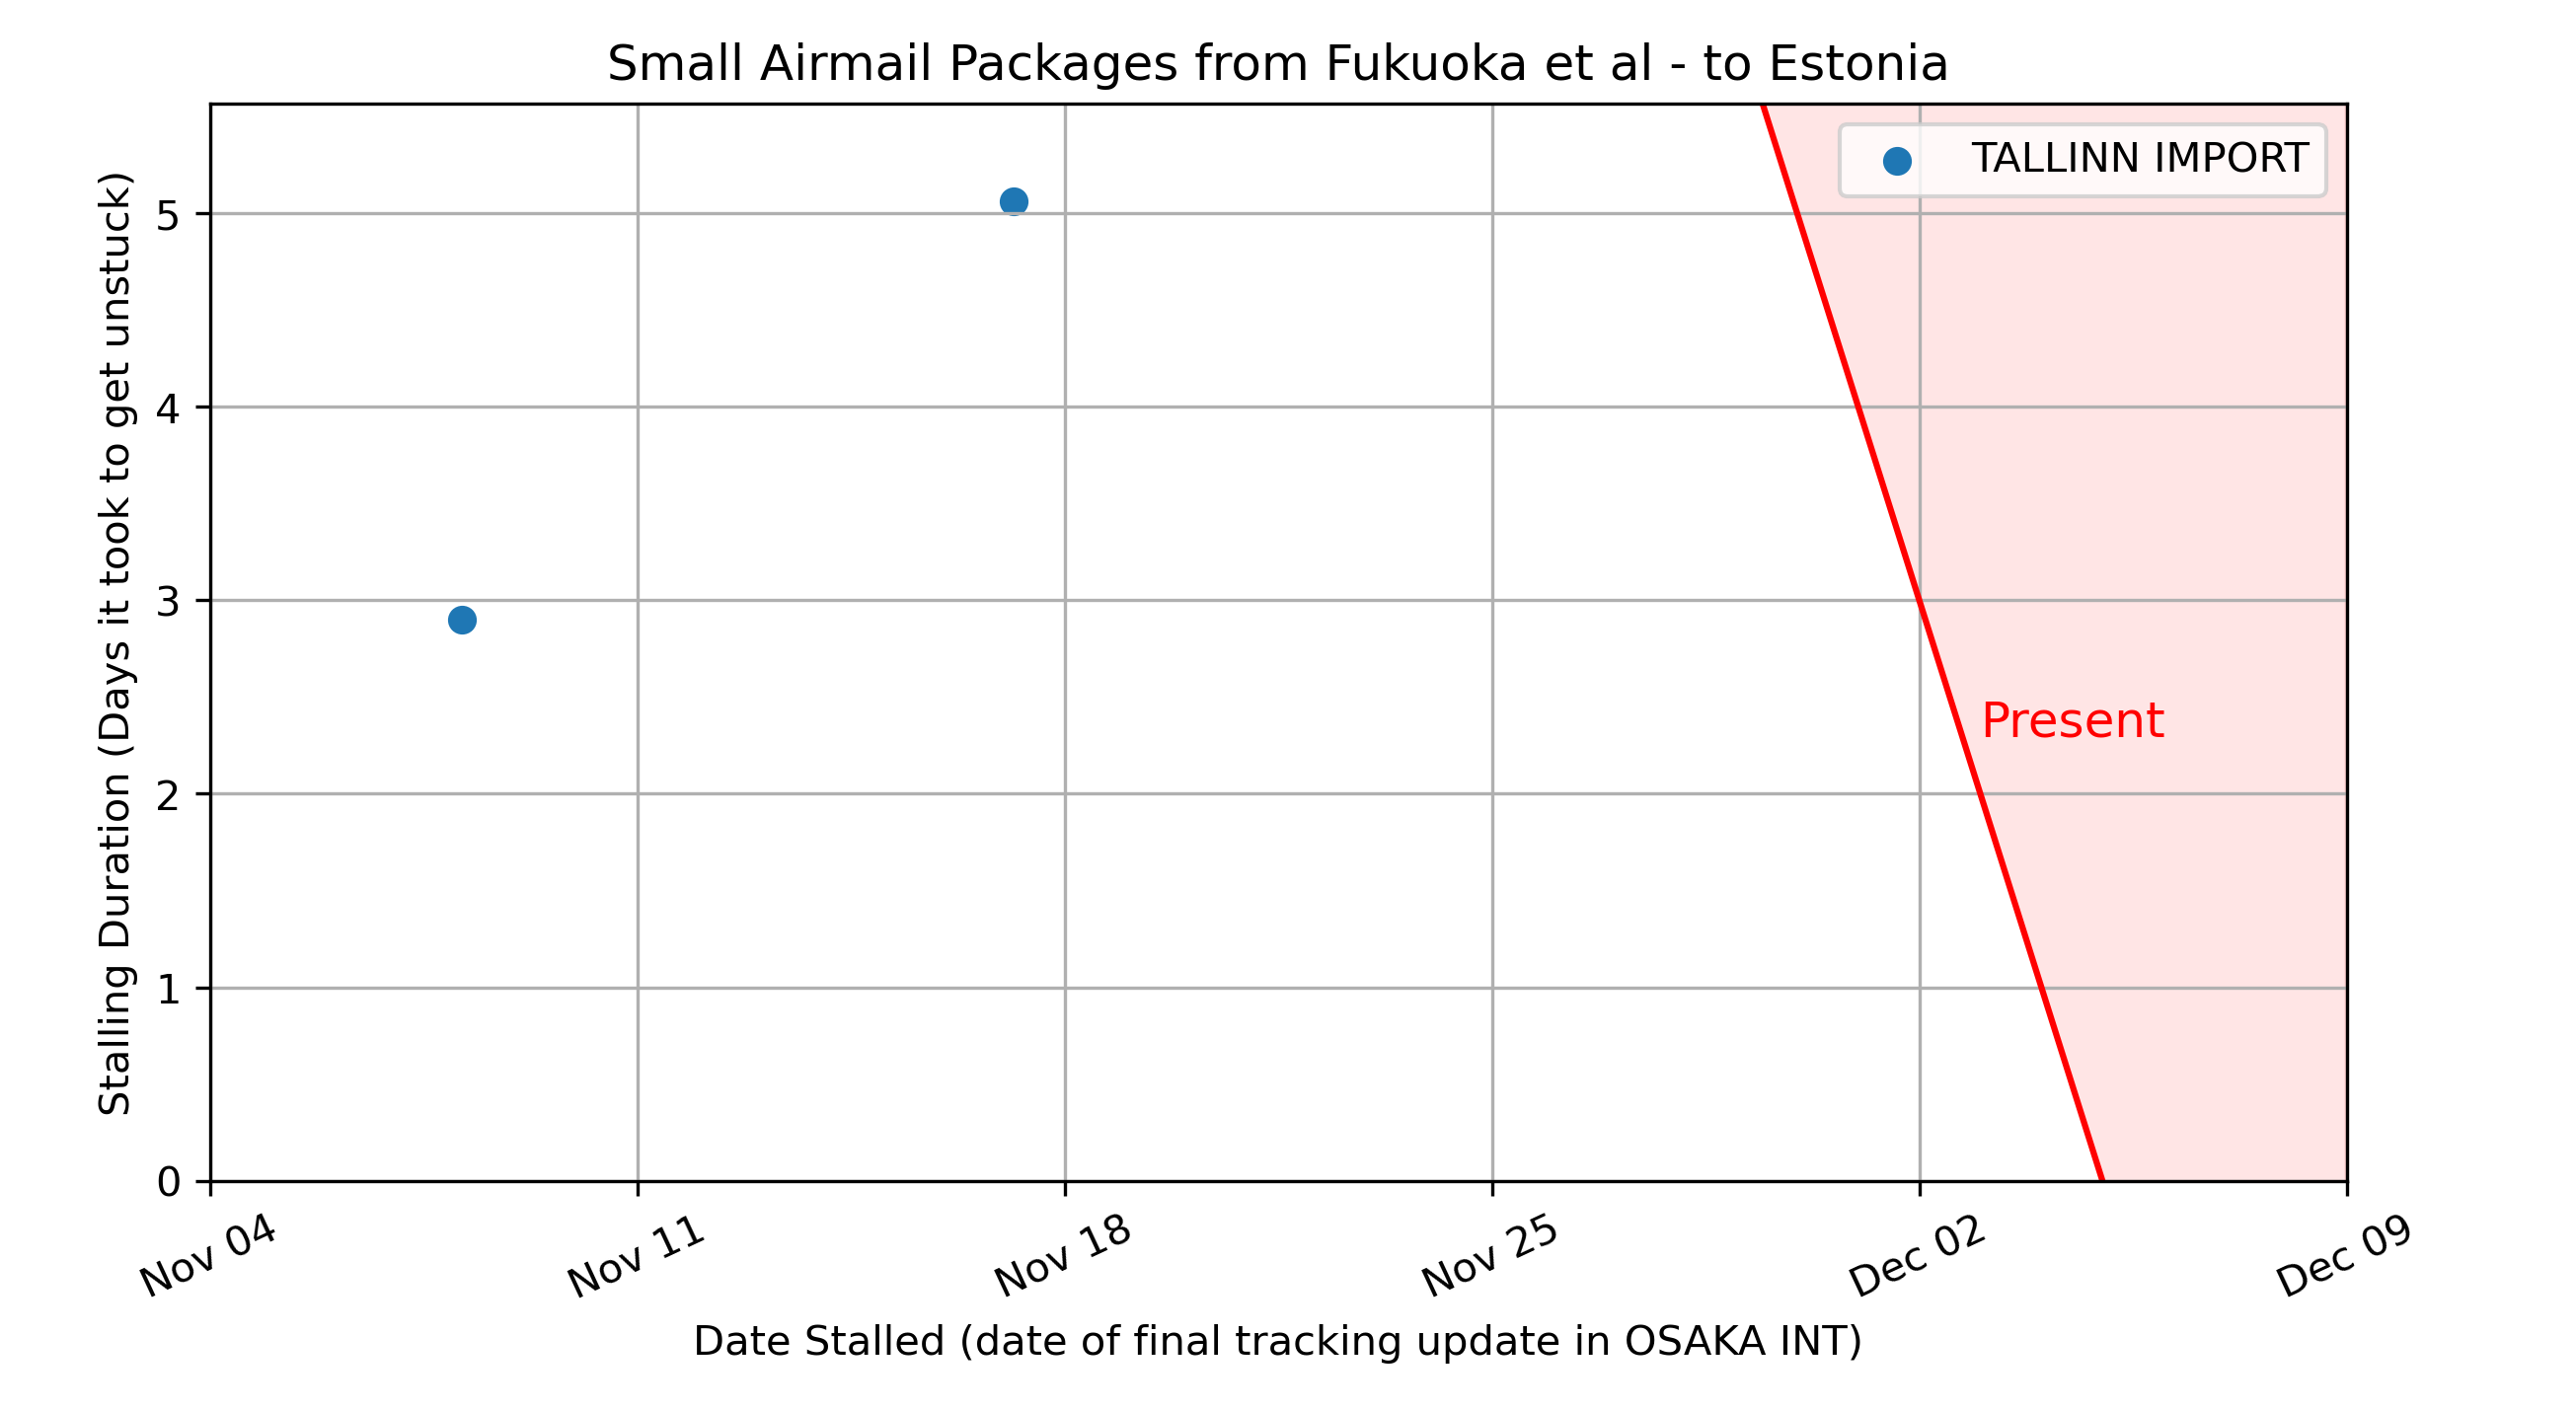 Small Airmail Packages from Fukuoka et al - to Estonia
TALLINN IMPORT
Stalling Duration (Days it took to get unstuck)
5
4
3
2
1
0
Present
Nov 04
Nov 11
Nov 18
Nov 25
Dec 02
Dec 09
Date Stalled (date of final tracking update in OSAKA INT)